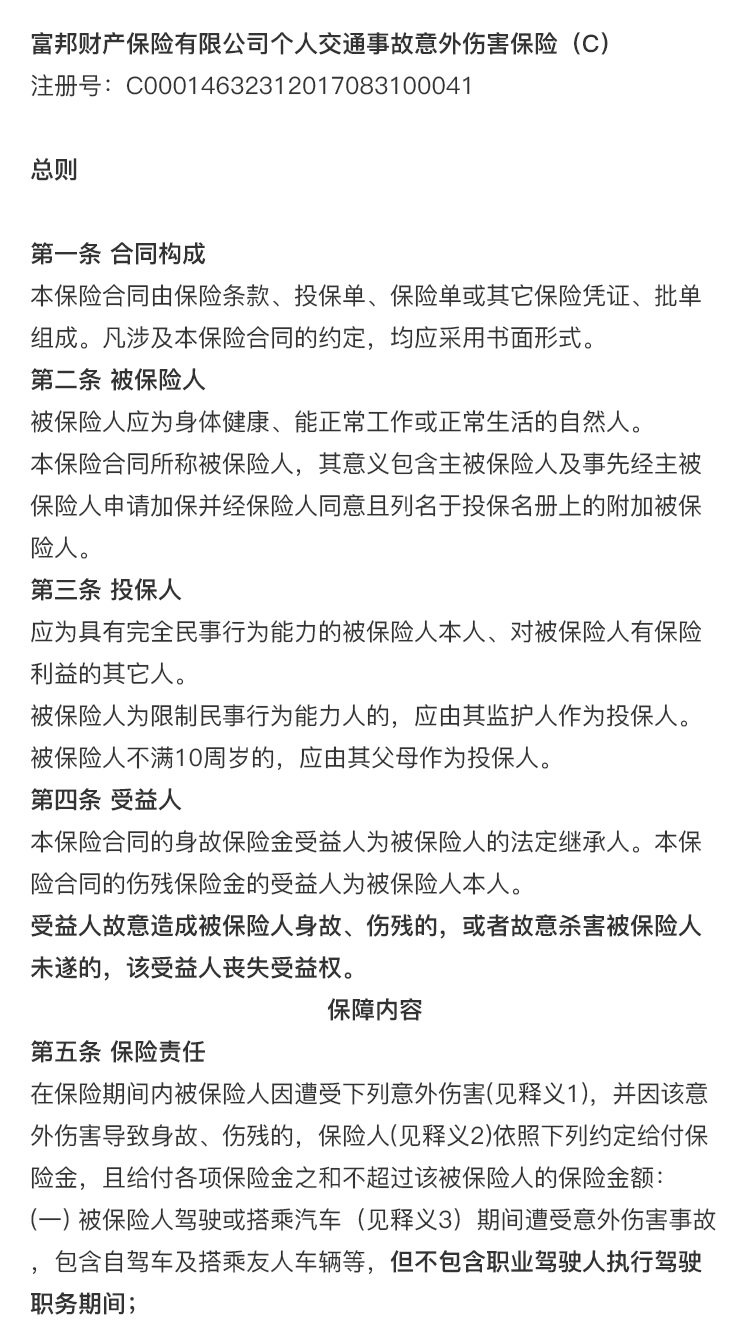 富邦财产保险有限公司个人交通事故意外伤害保险（C）
注册号：C00014632312017083100041
总则
第一条 合同构成
本保险合同由保险条款、投保单、保险单或其它保险凭证、批单
组成。凡涉及本保险合同的约定，均应采用书面形式。
第二条 被保险人
被保险人应为身体健康、能正常工作或正常生活的自然人。
本保险合同所称被保险人，其意义包含主被保险人及事先经主被
保险人申请加保并经保险人同意且列名于投保名册上的附加被保
险人。
第三条 投保人
应为具有完全民事行为能力的被保险人本人、对被保险人有保险
利益的其它人。
被保险人为限制民事行为能力人的，应由其监护人作为投保人。
被保险人不满10周岁的，应由其父母作为投保人。
第四条 受益人
本保险合同的身故保险金受益人为被保险人的法定继承人。本保
险合同的伤残保险金的受益人为被保险人本人。
受益人故意造成被保险人身故、伤残的，或者故意杀害被保险人
未遂的，该受益人丧失受益权。
保障内容
第五条 保险责任
在保险期间内被保险人因遭受下列意外伤害(见释义1)，并因该意
外伤害导致身故、伤残的，保险人(见释义2)依照下列约定给付保
险金，且给付各项保险金之和不超过该被保险人的保险金额：
(一) 被保险人驾驶或搭乘汽车（见释义3）期间遭受意外伤害事故
，包含自驾车及搭乘友人车辆等，但不包含职业驾驶人执行驾驶
职务期间；